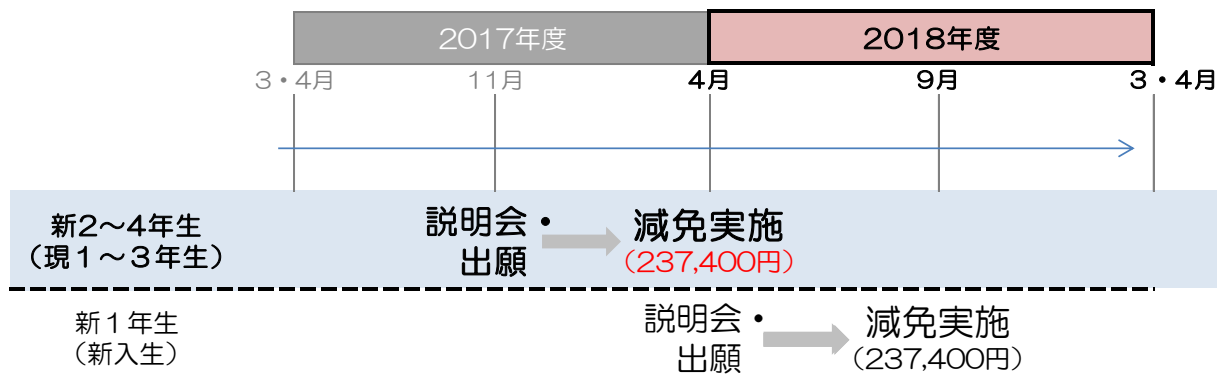 2017年度 2018年度
3・4月 11月 4月 9月 3・4月
新2～4年生
（現１～３年生）
説明会・
出願
減免実施
（237,400円）
新１年生
（新入生）
説明会・
出願
減免実施
（237,400円）